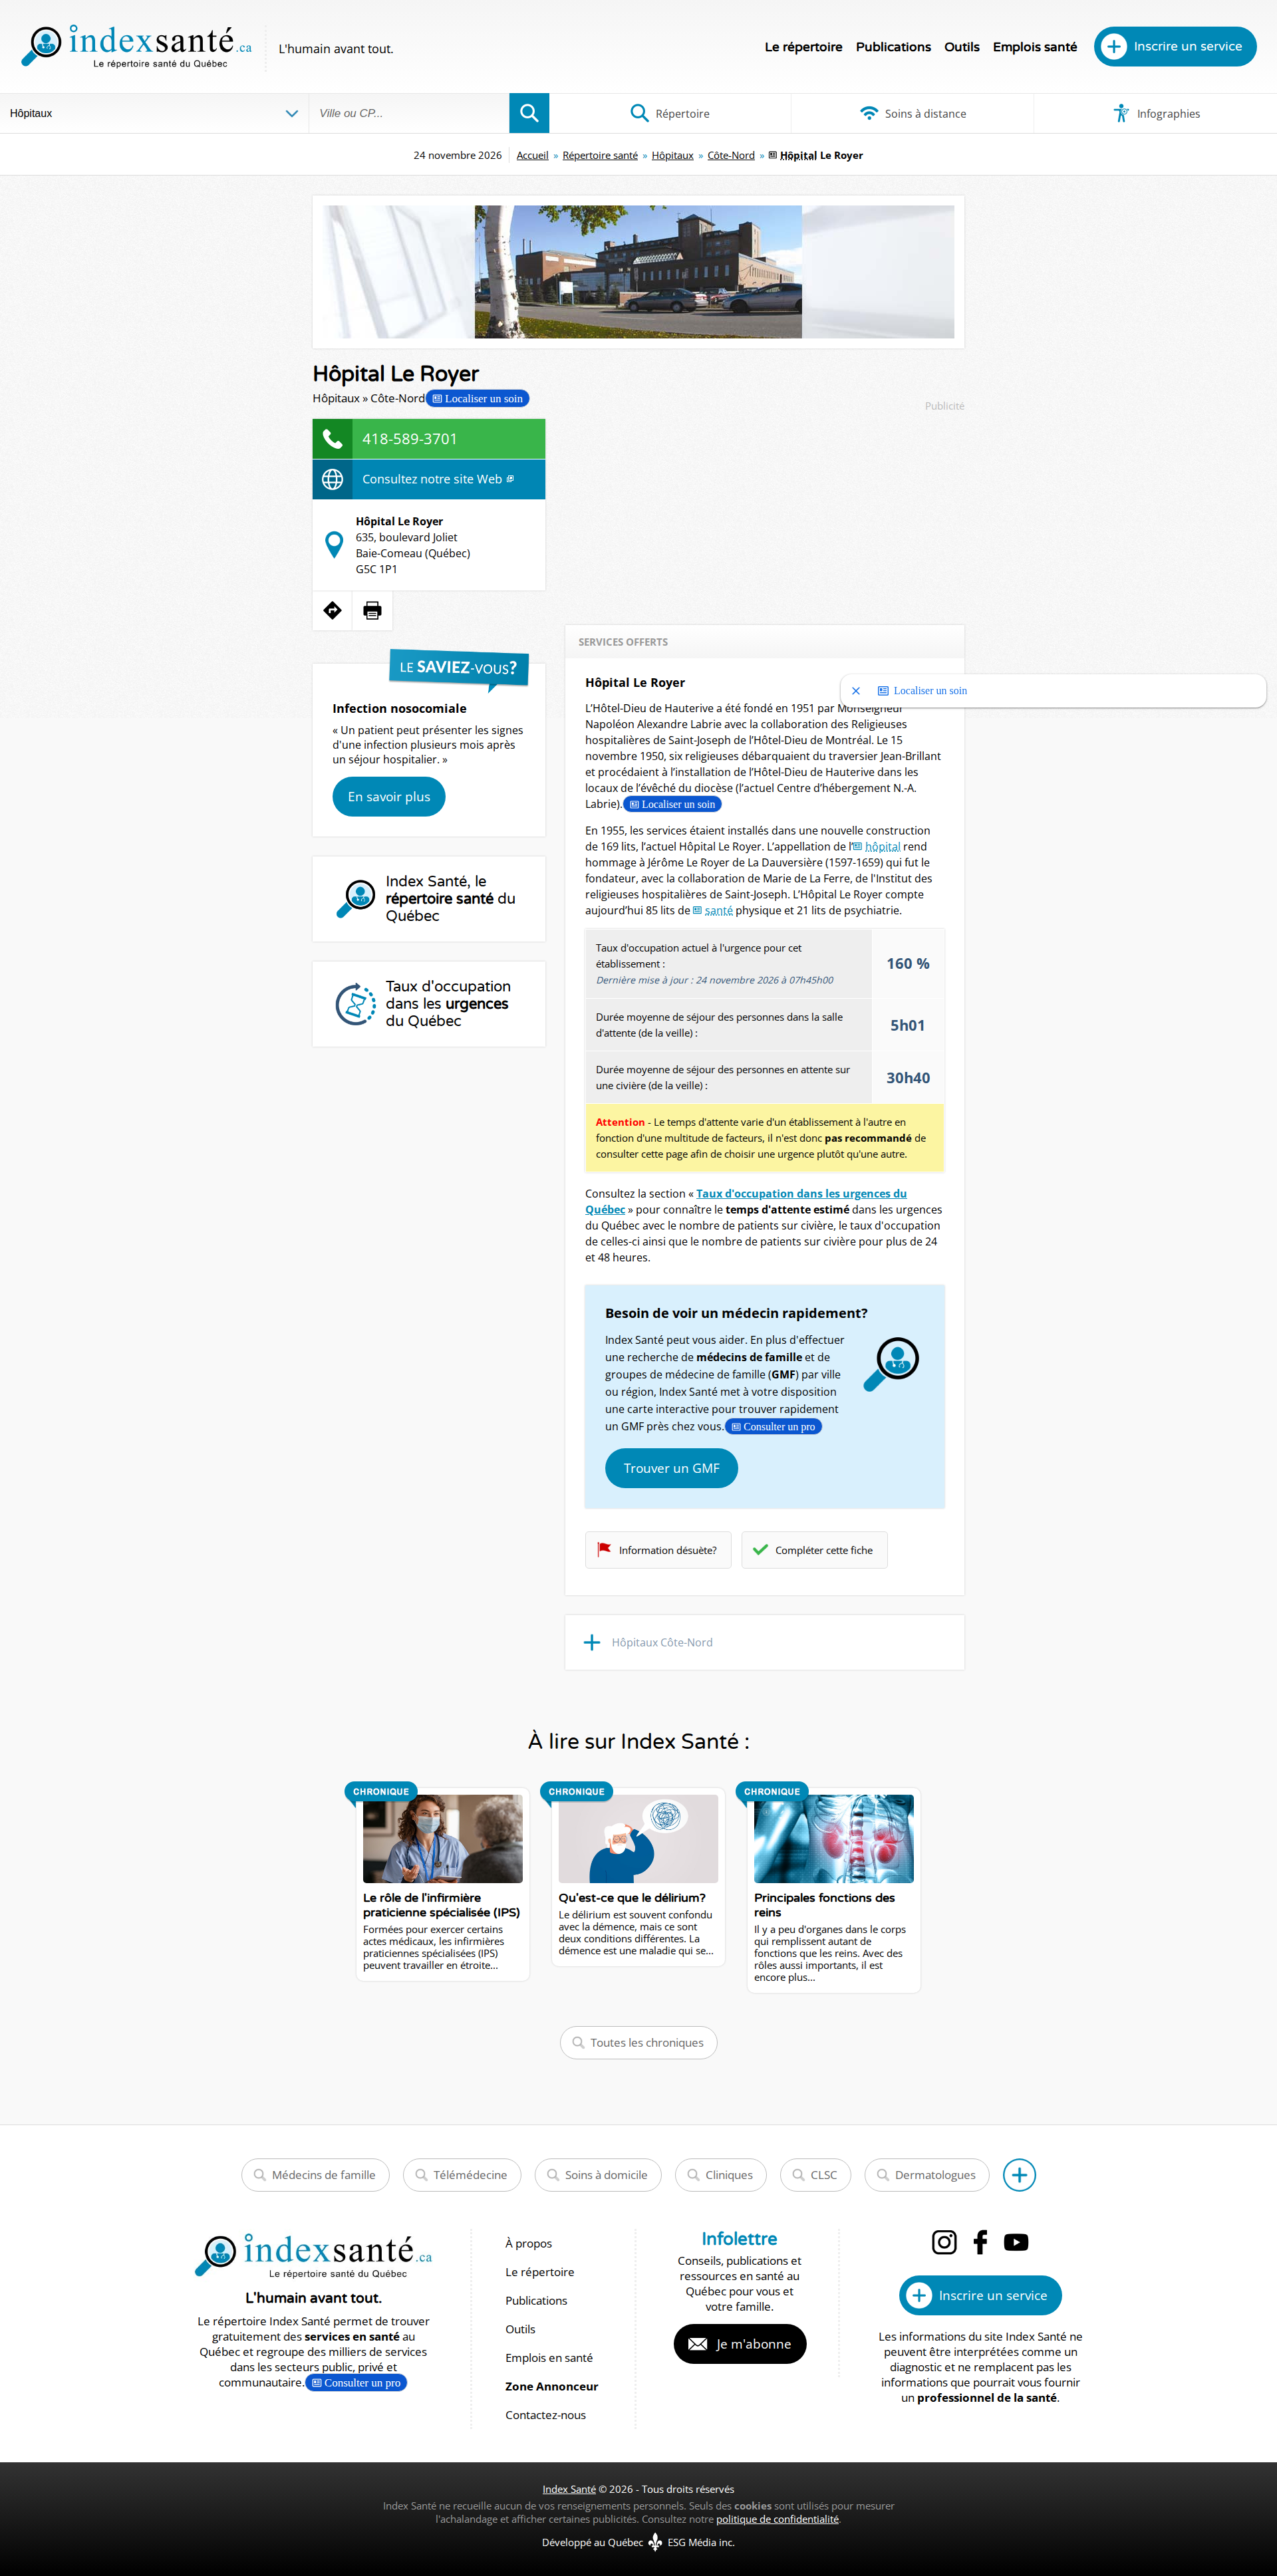 indexsanté.ca
Le répertoire santé du Québec
L'humain avant tout.
Le répertoire Publications Outils Emplois santé
Inscrire un service
Hôpitaux
Ville ou CP...
Répertoire
Soins à distance
Infographies
24 novembre 2026 Accueil » Répertoire santé » Hôpitaux » Côte-Nord » Hôpital Le Royer
Hôpital Le Royer
Hôpitaux » Côte-Nord Localiser un soin
Publicité
418-589-3701
Consultez notre site Web
Hôpital Le Royer
635, boulevard Joliet
Baie-Comeau (Québec)
G5C 1P1
LE SAVIEZ-VOUS?
Infection nosocomiale
« Un patient peut présenter les signes
d'une infection plusieurs mois après
un séjour hospitalier. »
En savoir plus
Index Santé, le
répertoire santé du
Québec
Taux d'occupation
dans les urgences
du Québec
SERVICES OFFERTS
Hôpital Le Royer
Localiser un soin
L'Hôtel-Dieu de Hauterive a été fondé en 1951 par Monseigneur
Napoléon Alexandre Labrie avec la collaboration des Religieuses
hospitalières de Saint-Joseph de l'Hôtel-Dieu de Montréal. Le 15
novembre 1950, six religieuses débarquaient du traversier Jean-Brillant
et procédaient à l'installation de l'Hôtel-Dieu de Hauterive dans les
locaux de l'évêché du diocèse (l'actuel Centre d'hébergement N.-A.
Labrie). Localiser un soin
En 1955, les services étaient installés dans une nouvelle construction
de 169 lits, l'actuel Hôpital Le Royer. L'appellation de l'hôpital rend
hommage à Jérôme Le Royer de La Dauversière (1597-1659) qui fut le
fondateur, avec la collaboration de Marie de La Ferre, de l'Institut des
religieuses hospitalières de Saint-Joseph. L'Hôpital Le Royer compte
aujourd'hui 85 lits de santé physique et 21 lits de psychiatrie.
Taux d'occupation actuel à l'urgence pour cet
établissement :
Dernière mise à jour : 24 novembre 2026 à 07h45h00
160 %
Durée moyenne de séjour des personnes dans la salle
d'attente (de la veille) :
5h01
Durée moyenne de séjour des personnes en attente sur
une civière (de la veille) :
30h40
Attention - Le temps d'attente varie d'un établissement à l'autre en
fonction d'une multitude de facteurs, il n'est donc pas recommandé de
consulter cette page afin de choisir une urgence plutôt qu'une autre.
Consultez la section « Taux d'occupation dans les urgences du
Québec » pour connaître le temps d'attente estimé dans les urgences
du Québec avec le nombre de patients sur civière, le taux d'occupation
de celles-ci ainsi que le nombre de patients sur civière pour plus de 24
et 48 heures.
Besoin de voir un médecin rapidement?
Index Santé peut vous aider. En plus d'effectuer
une recherche de médecins de famille et de
groupes de médecine de famille (GMF) par ville
ou région, Index Santé met à votre disposition
une carte interactive pour trouver rapidement
un GMF près chez vous. Consulter un pro
Trouver un GMF
Information désuète?
Compléter cette fiche
Hôpitaux Côte-Nord
À lire sur Index Santé :
CHRONIQUE
Le rôle de l'infirmière
praticienne spécialisée (IPS)
Formées pour exercer certains
actes médicaux, les infirmières
praticiennes spécialisées (IPS)
peuvent travailler en étroite...
CHRONIQUE
Qu'est-ce que le délirium?
Le délirium est souvent confondu
avec la démence, mais ce sont
deux conditions différentes. La
démence est une maladie qui se...
CHRONIQUE
Principales fonctions des
reins
Il y a peu d'organes dans le corps
qui remplissent autant de
fonctions que les reins. Avec des
rôles aussi importants, il est
encore plus...
Toutes les chroniques
Médecins de famille
Télémédecine
Soins à domicile
Cliniques
CLSC
Dermatologues
indexsanté.ca
Le répertoire santé du Québec
L'humain avant tout.
Le répertoire Index Santé permet de trouver
gratuitement des services en santé au
Québec et regroupe des milliers de services
dans les secteurs public, privé et
communautaire. Consulter un pro
À propos
Le répertoire
Publications
Outils
Emplois en santé
Zone Annonceur
Contactez-nous
Infolettre
Conseils, publications et
ressources en santé au
Québec pour vous et
votre famille.
Je m'abonne
Inscrire un service
Les informations du site Index Santé ne
peuvent être interprétées comme un
diagnostic et ne remplacent pas les
informations que pourrait vous fournir
un professionnel de la santé.
Index Santé © 2026 - Tous droits réservés
Index Santé ne recueille aucun de vos renseignements personnels. Seuls des cookies sont utilisés pour mesurer
l'achalandage et afficher certaines publicités. Consultez notre politique de confidentialité.
Développé au Québec ESG Média inc.